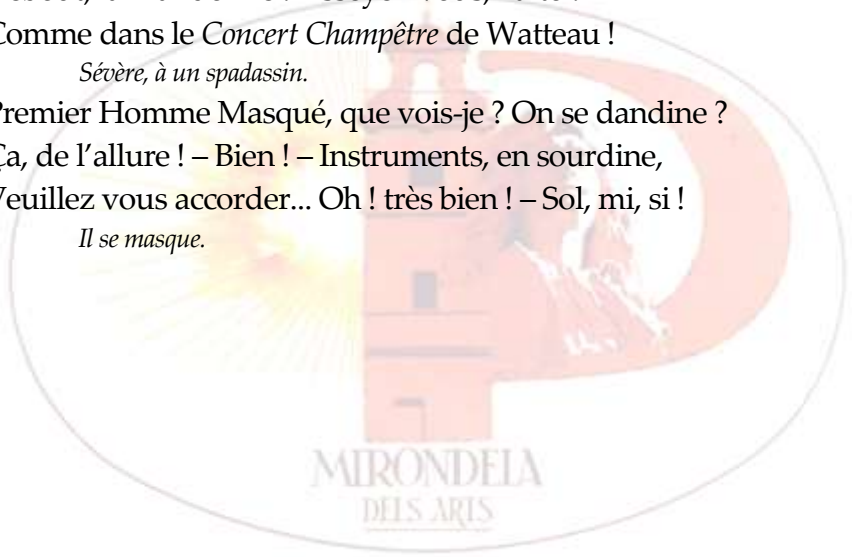 Comme dans le Concert Champêtre de Watteau !
Sévère, à un spadassin.
Premier Homme Masqué, que vois-je ? On se dandine ?
Ça, de l’allure ! – Bien ! – Instruments, en sourdine,
Veuillez vous accorder... Oh ! très bien ! – Sol, mi, si !
Il se masque.
MIRONDELA
DELS ARTS